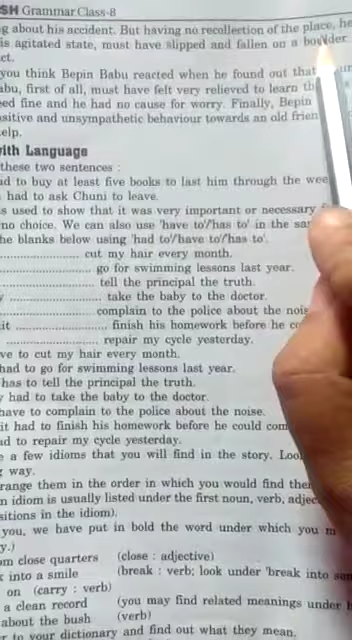 SH Grammar Class-8
g about his accident. But having no recollection of the place, he
is agitated state, must have slipped and fallen on a boulder
ct.
you think Bepin Babu reacted when he found out that
abu, first of all, must have felt very relieved to learn th
ed fine and he had no cause for worry. Finally, Bepin
sitive and unsympathetic behaviour towards an old frien
elp.
ith Language
these two sentences :
ad to buy at least five books to last him through the wee
had to ask Chuni to leave.
s used to show that it was very important or necessary
no choice. We can also use 'have to'/has to' in the sa
he blanks below using 'had to'/have to'/has to'.
.................... cut my hair every month.
.................... go for swimming lessons last year.
.................... tell the principal the truth.
y .................... take the baby to the doctor.
.................... complain to the police about the nois
it .................... finish his homework before he co
.................... repair my cycle yesterday.
ve to cut my hair every month.
had to go for swimming lessons last year.
has to tell the principal the truth.
y had to take the baby to the doctor.
have to complain to the police about the noise.
it had to finish his homework before he could com
ad to repair my cycle yesterday.
e a few idioms that you will find in the story. Loo
g way.
range them in the order in which you would find the
n idiom is usually listed under the first noun, verb, adjec
sitions in the idiom).
you, we have put in bold the word under which you m
y.)
om close quarters (close : adjective)
k into a smile (break : verb; look under 'break into
on (carry : verb)
a clean record (you may find related meanings under
about the bush (verb)
r to your dictionary and find out what they mean.